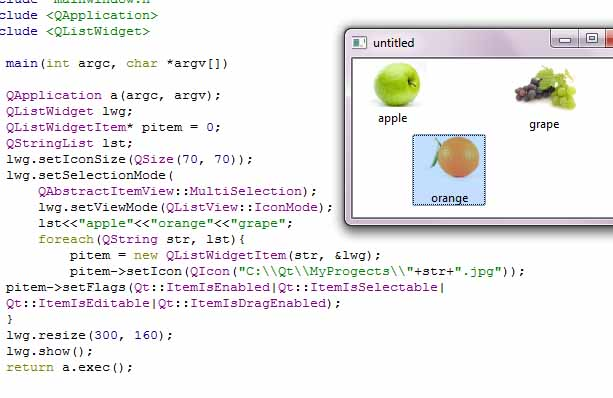 clude <QApplication>
clude <QListWidget>
main(int argc, char *argv[])
QApplication a(argc, argv);
QListWidget lwg;
QListWidgetItem* pitem = 0;
QStringList lst;
lwg.setIconSize(QSize(70, 70));
lwg.setSelectionMode(
QAbstractItemView::MultiSelection);
lwg.setViewMode(QListView::IconMode);
lst<<"apple"<<"orange"<<"grape";
foreach(QString str, lst){
pitem = new QListWidgetItem(str, &lwg);
pitem->setIcon(QIcon("C:\\Qt\\MyProgects\\"+str+".jpg"));
pitem->setFlags(Qt::ItemIsEnabled|Qt::ItemIsSelectable|
Qt::ItemIsEditable|Qt::ItemIsDragEnabled);
}
lwg.resize(300, 160);
lwg.show();
return a.exec();
untitled
apple
grape
orange